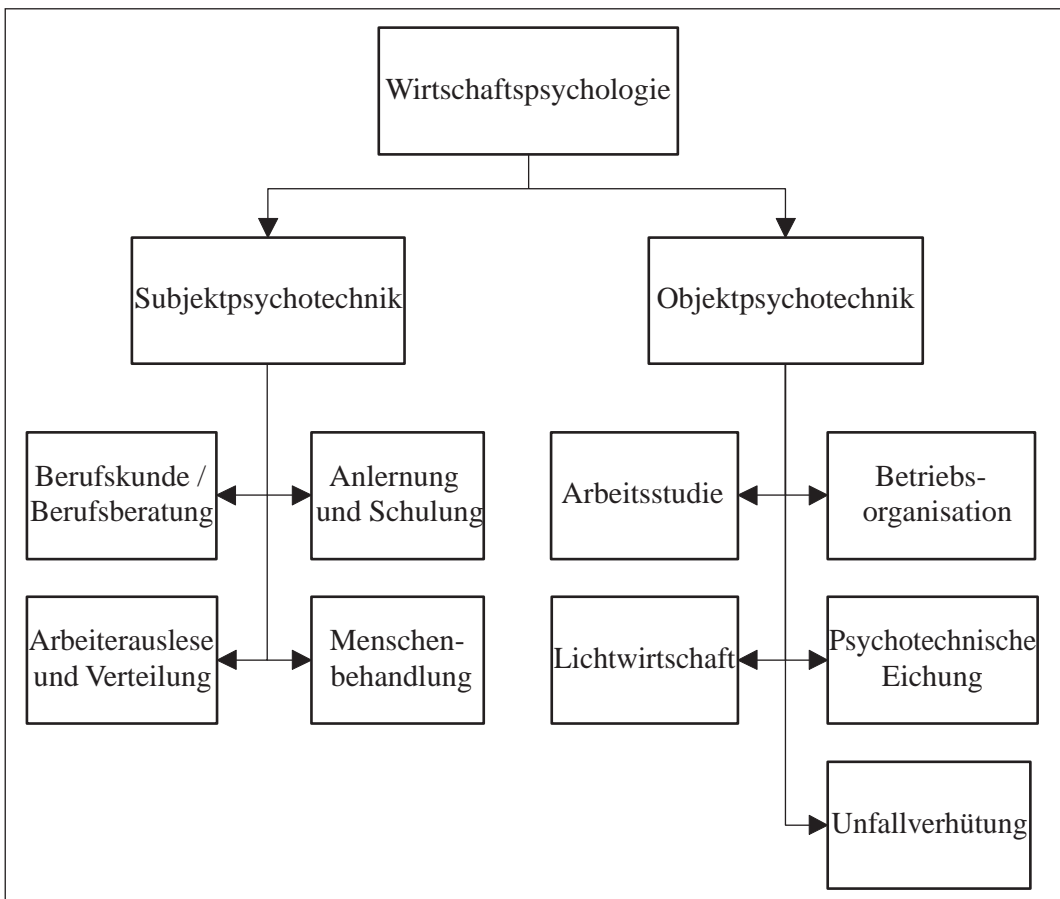 Wirtschaftspsychologie
Subjektpsychotechnik
Objektpsychotechnik
Berufskunde /
Berufsberatung
Anlernung
und Schulung
Arbeitsstudie
Betriebs-
organisation
Arbeiterauslese
und Verteilung
Menschen-
behandlung
Lichtwirtschaft
Psychotechnische
Eichung
Unfallverhütung